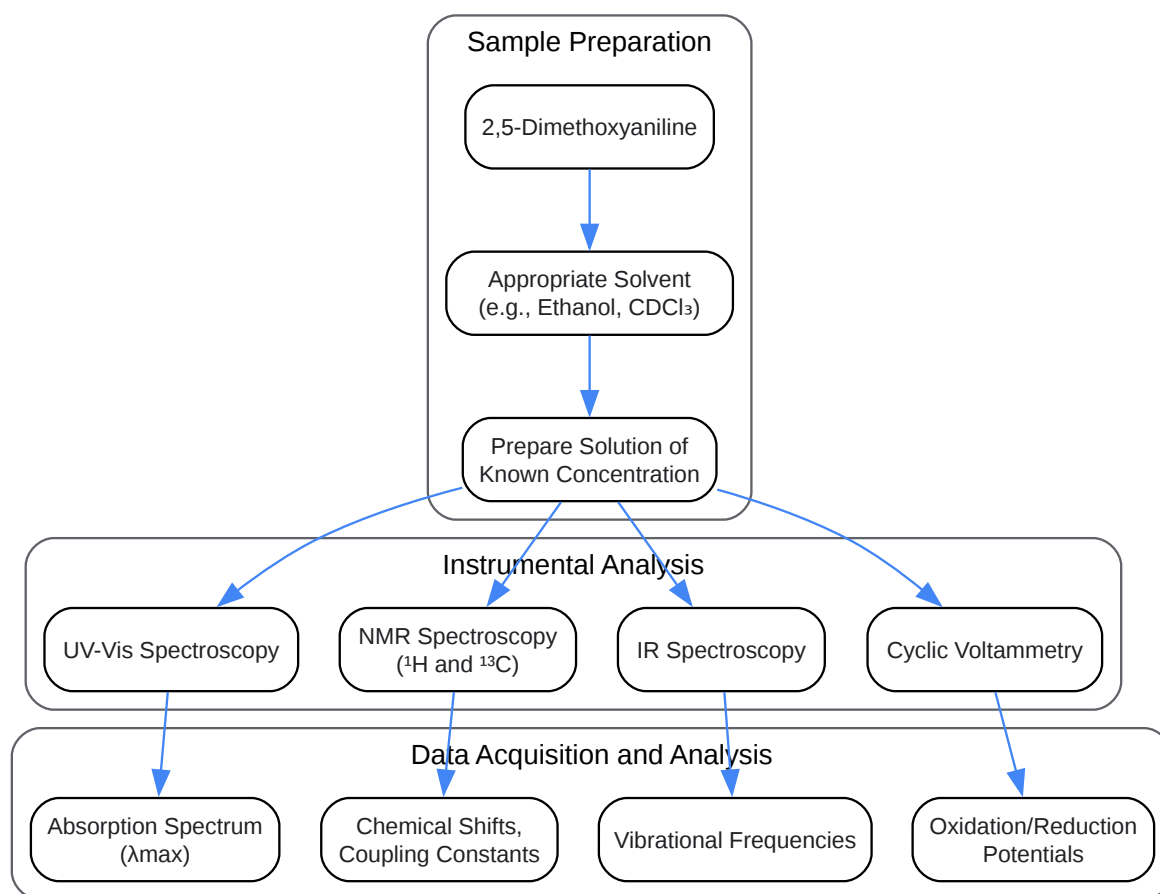 Sample Preparation
2,5-Dimethoxyaniline
Appropriate Solvent
(e.g., Ethanol, CDCl₃)
Prepare Solution of
Known Concentration
Instrumental Analysis
UV-Vis Spectroscopy
NMR Spectroscopy
(¹H and ¹³C)
IR Spectroscopy
Cyclic Voltammetry
Data Acquisition and Analysis
Absorption Spectrum
(λmax)
Chemical Shifts,
Coupling Constants
Vibrational Frequencies
Oxidation/Reduction
Potentials